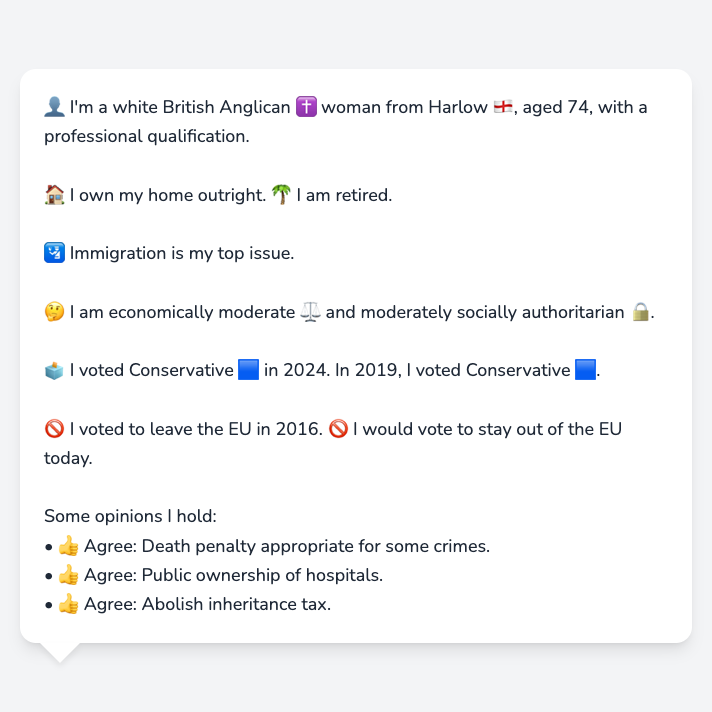 👤 I'm a white British Anglican ✝️ woman from Harlow 🏴󠁧󠁢󠁥󠁮󠁧󠁿, aged 74, with a
professional qualification.
🏠 I own my home outright. 🌴 I am retired.
🛂 Immigration is my top issue.
🤔 I am economically moderate ⚖️ and moderately socially authoritarian 🔒.
🗳️ I voted Conservative 🟦 in 2024. In 2019, I voted Conservative 🟦.
🚫 I voted to leave the EU in 2016. 🚫 I would vote to stay out of the EU
today.
Some opinions I hold:
• 👍 Agree: Death penalty appropriate for some crimes.
• 👍 Agree: Public ownership of hospitals.
• 👍 Agree: Abolish inheritance tax.